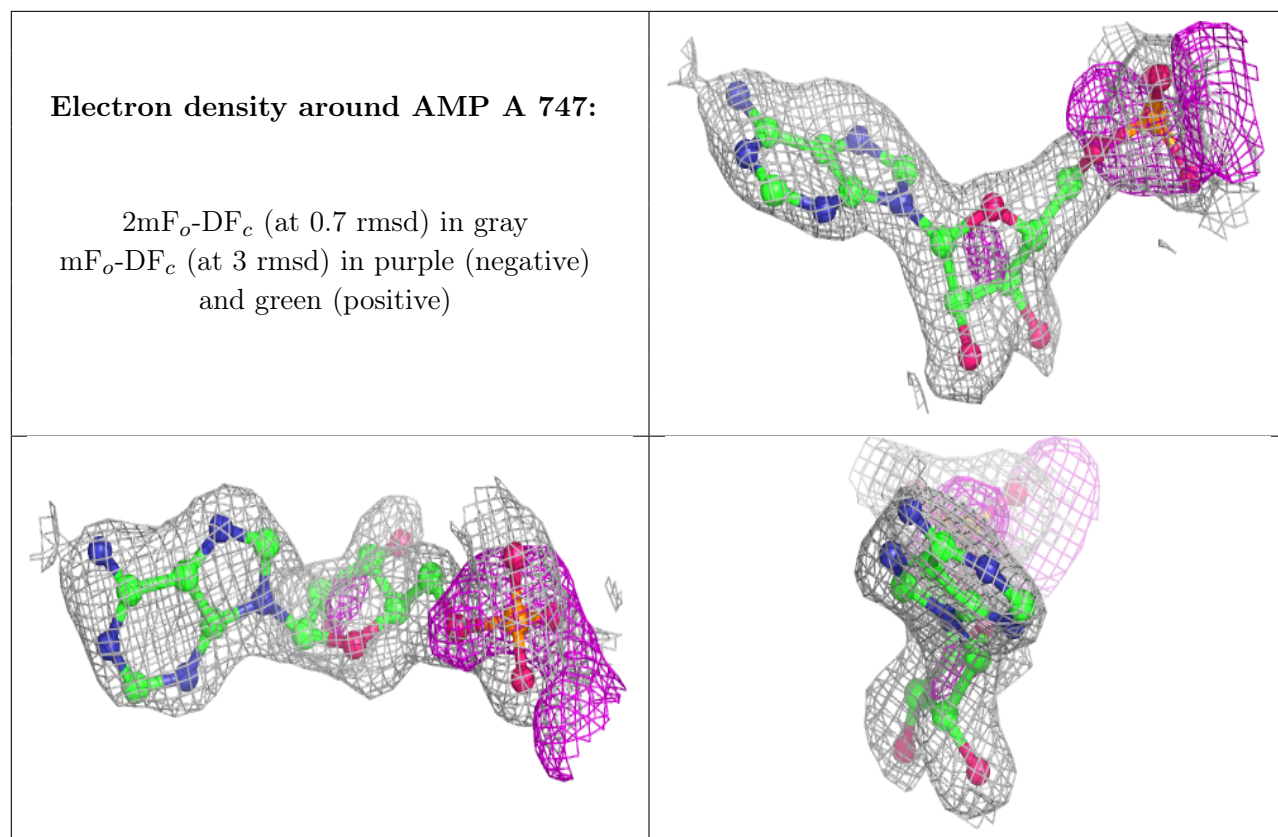 Electron density around AMP A 747:
2mFo-DFc (at 0.7 rmsd) in gray
mFo-DFc (at 3 rmsd) in purple (negative)
and green (positive)